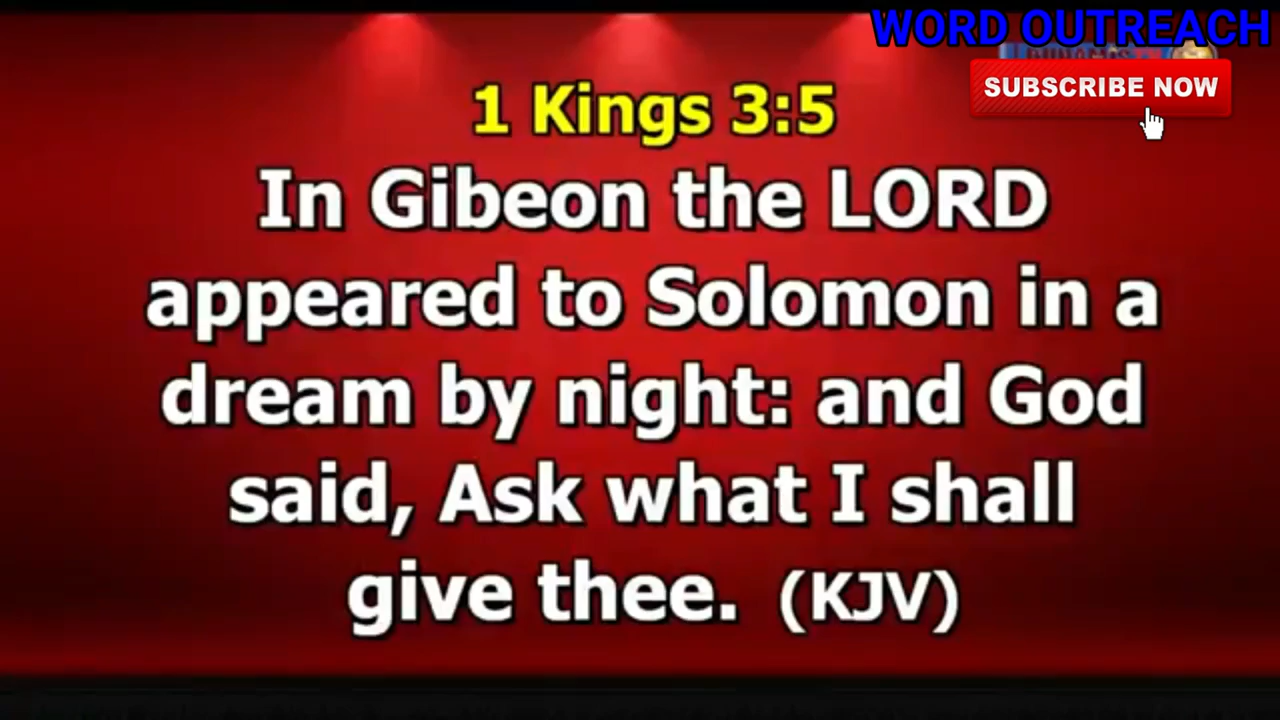 WORD OUTREACH
SUBSCRIBE NOW
1 Kings 3:5
In Gibeon the LORD
appeared to Solomon in a
dream by night: and God
said, Ask what I shall
give thee. (KJV)